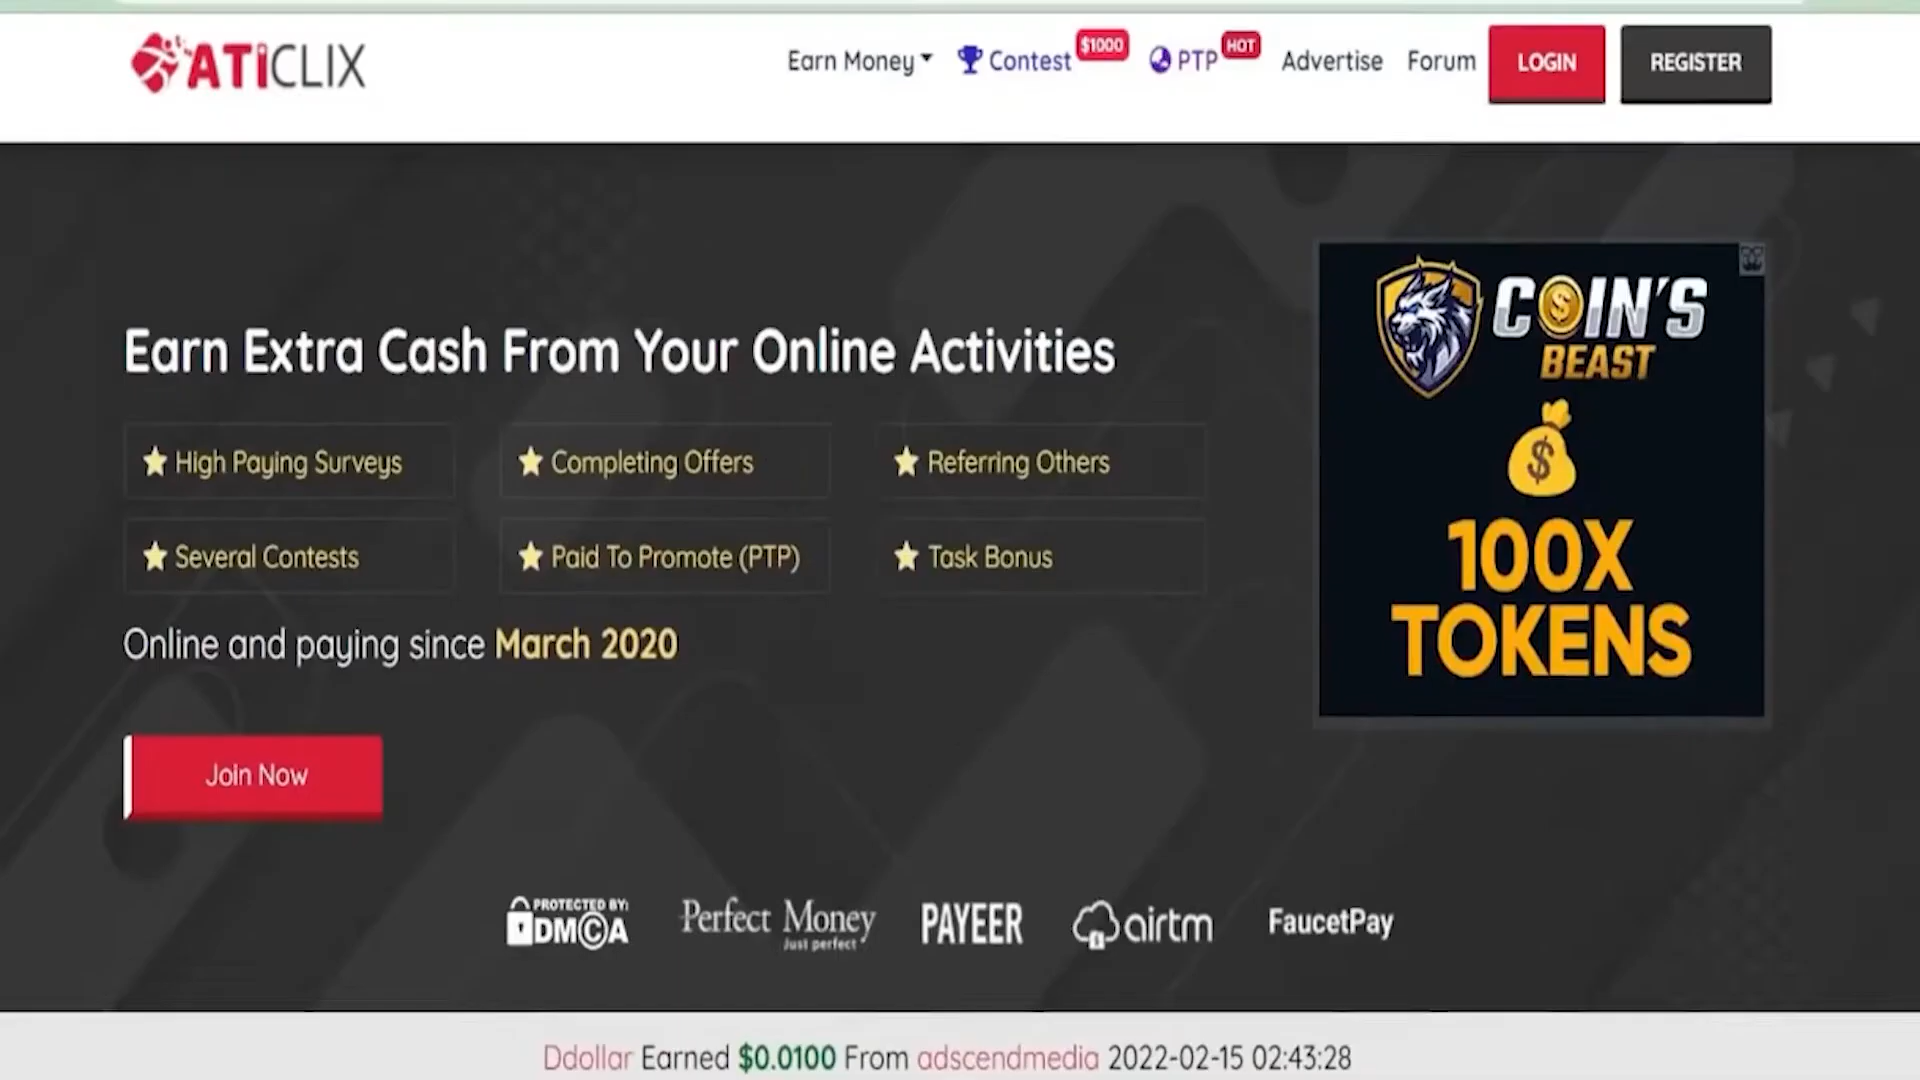 ATiCLIX
Earn Money Contest $1000 PTP HOT Advertise Forum LOGIN REGISTER
Earn Extra Cash From Your Online Activities
High Paying Surveys Completing Offers Referring Others
Several Contests Paid To Promote (PTP) Task Bonus
Online and paying since March 2020
Join Now
COIN'S
BEAST
$
100X
TOKENS
PROTECTED BY:
DMCA
Perfect Money
Just perfect
PAYEER
airtm
FaucetPay
Ddollar Earned $0.0100 From adscendmedia 2022-02-15 02:43:28